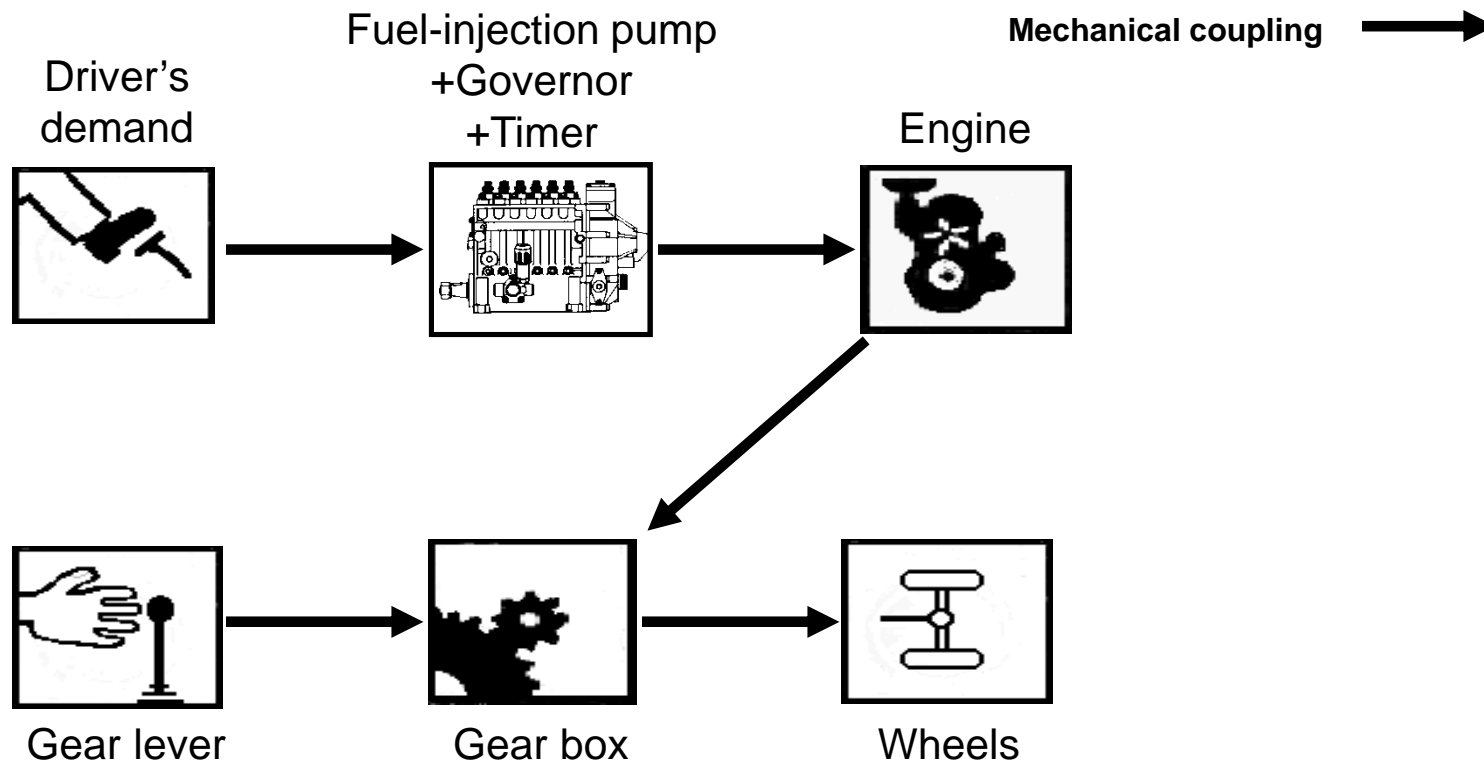 Fuel-injection pump
+Governor
+Timer
Mechanical coupling
Driver’s
demand
Engine
Gear lever
Gear box
Wheels